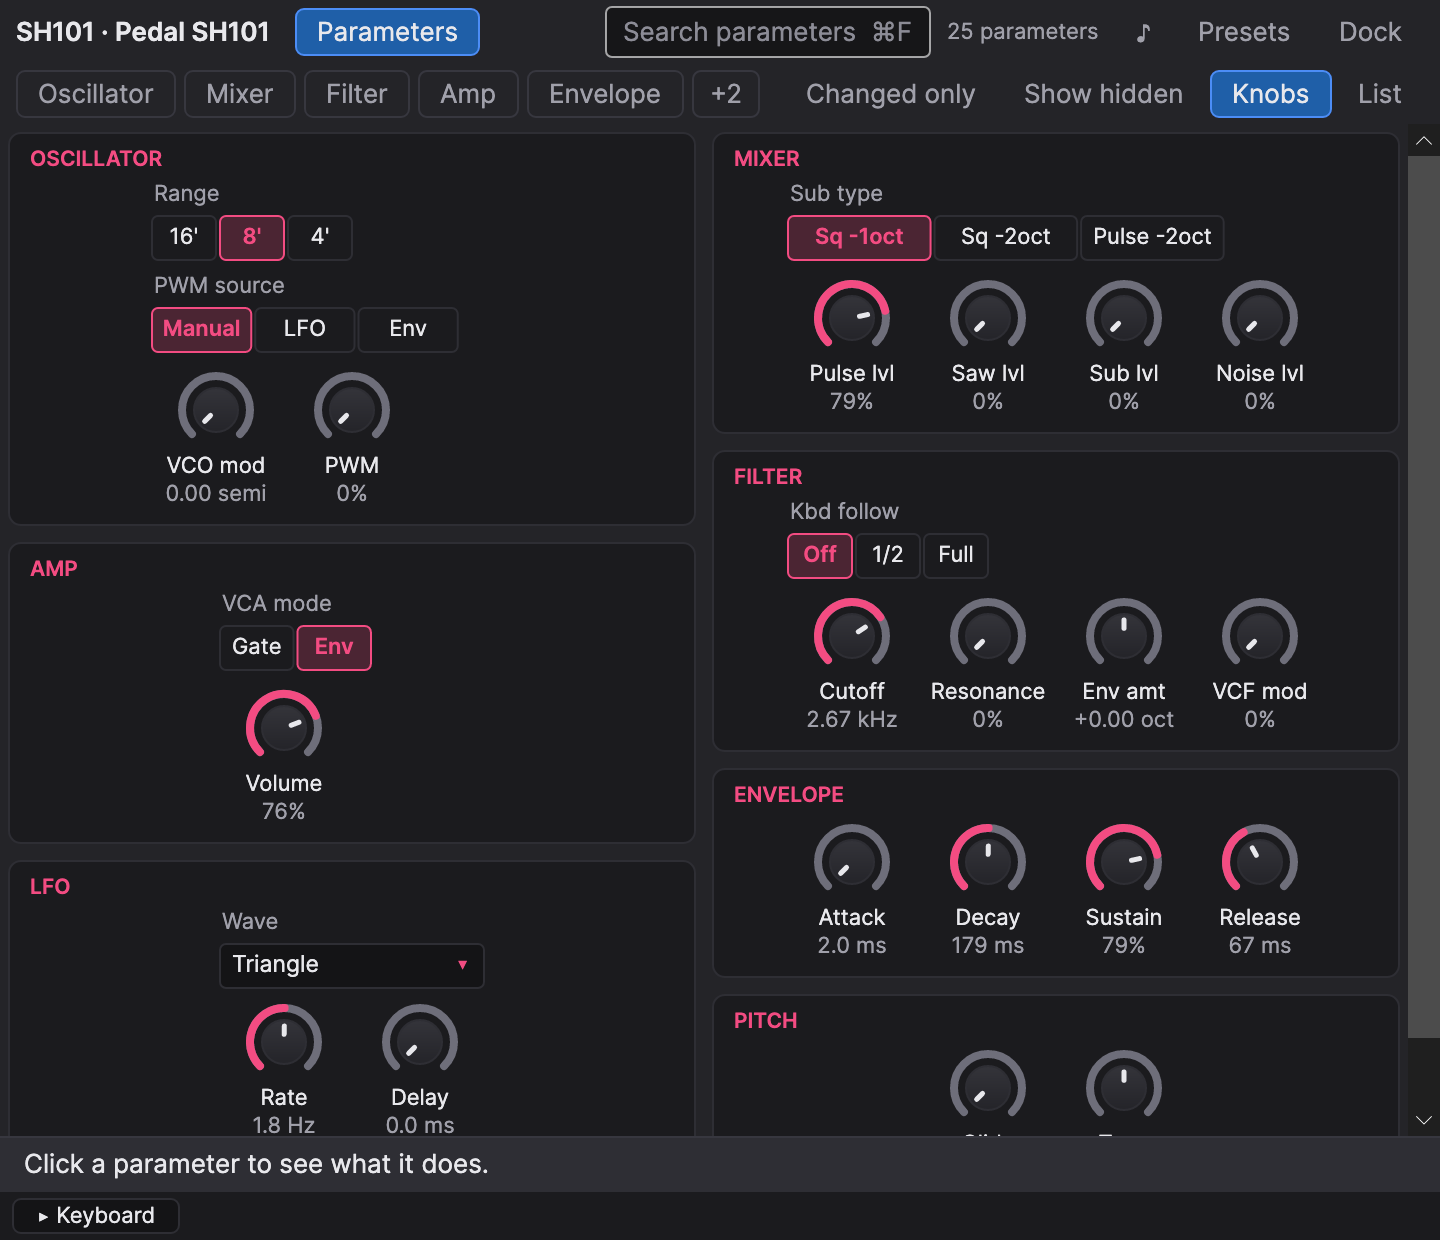 SH101 · Pedal SH101
Parameters
Search parameters ⌘F
25 parameters
♪
Presets
Dock
Oscillator
Mixer
Filter
Amp
Envelope
+2
Changed only
Show hidden
Knobs
List
OSCILLATOR
Range
16' 8' 4'
PWM source
Manual LFO Env
VCO mod PWM
0.00 semi 0%
MIXER
Sub type
Sq -1oct Sq -2oct Pulse -2oct
Pulse lvl Saw lvl Sub lvl Noise lvl
79% 0% 0% 0%
FILTER
Kbd follow
Off 1/2 Full
Cutoff Resonance Env amt VCF mod
2.67 kHz 0% +0.00 oct 0%
AMP
VCA mode
Gate Env
Volume
76%
ENVELOPE
Attack Decay Sustain Release
2.0 ms 179 ms 79% 67 ms
LFO
Wave
Triangle
Rate Delay
1.8 Hz 0.0 ms
PITCH
Click a parameter to see what it does.
▸ Keyboard